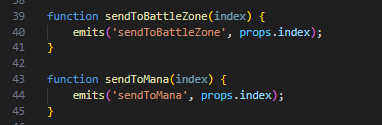 39 function sendToBattleZone(index) {
40 emits('sendToBattleZone', props.index);
41 }
42
43 function sendToMana(index) {
44 emits('sendToMana', props.index);
45 }